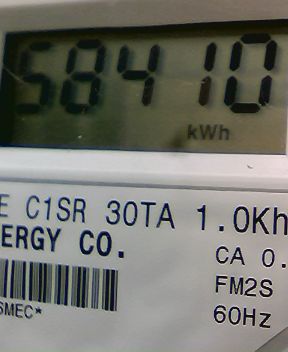 58410
kWh
E C1SR 30TA 1.0Kh
ERGY CO.
CA 0.
FM2S
60Hz
SMEC*